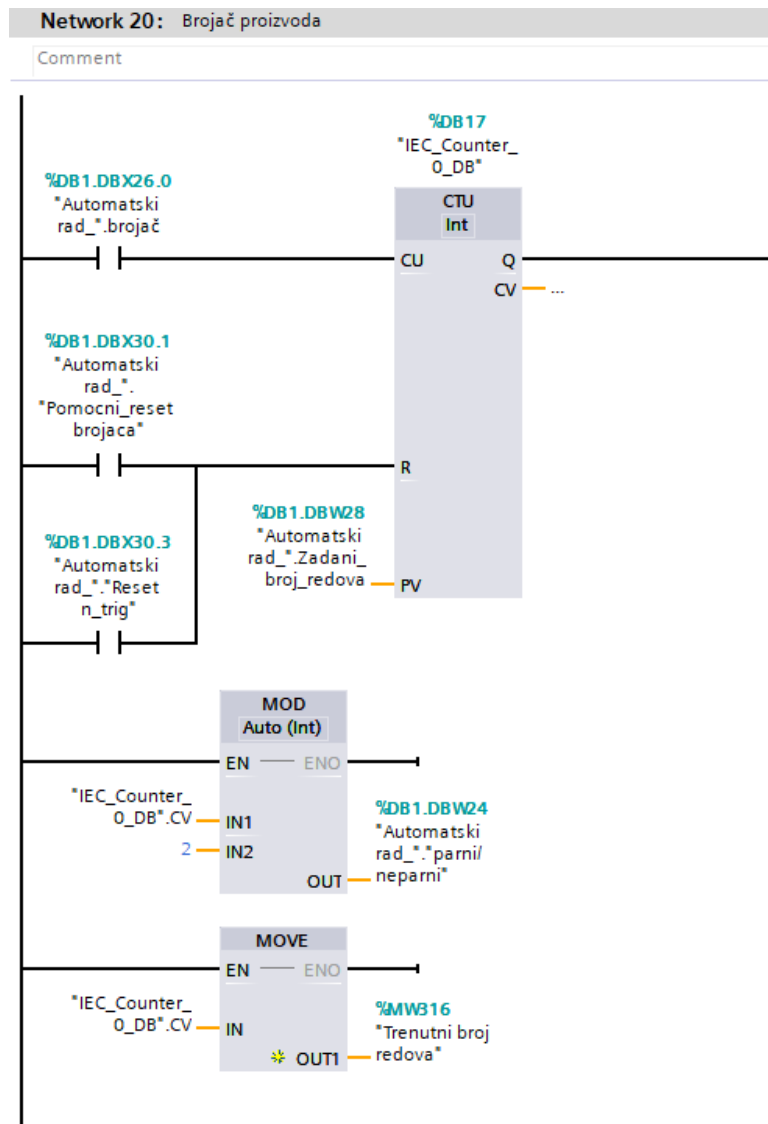 Network 20: Brojač proizvoda
Comment
%DB17
"IEC_Counter_
0_DB"
CTU
Int
%DB1.DBX26.0
"Automatski
rad_".brojač
CU
Q
CV
...
%DB1.DBX30.1
"Automatski
rad_".
"Pomocni_reset
brojaca"
R
%DB1.DBW28
"Automatski
rad_".Zadani_
broj_redova
PV
%DB1.DBX30.3
"Automatski
rad_"."Reset
n_trig"
MOD
Auto (Int)
EN
ENO
"IEC_Counter_
0_DB".CV
IN1
2
IN2
OUT
%DB1.DBW24
"Automatski
rad_"."parni/
neparni"
MOVE
EN
ENO
"IEC_Counter_
0_DB".CV
IN
OUT1
%MW316
"Trenutni broj
redova"